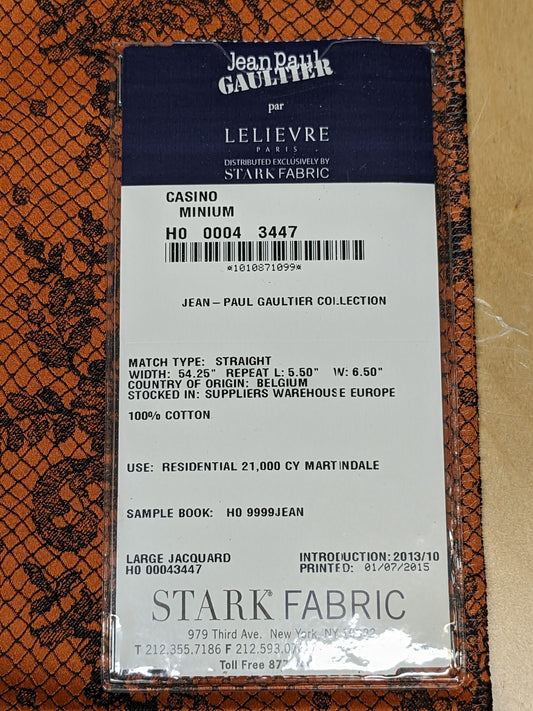 Jean Paul
GAULTIER
par
LELIEVRE
PARIS
DISTRIBUTED EXCLUSIVELY BY
STARK FABRIC
CASINO
MINIUM
H0 0004 3447
*1010871099*
JEAN-PAUL GAULTIER COLLECTION
MATCH TYPE: STRAIGHT
WIDTH: 54.25" REPEAT L: 5.50" W: 6.50"
COUNTRY OF ORIGIN: BELGIUM
STOCKED IN: SUPPLIERS WAREHOUSE EUROPE
100% COTTON
USE: RESIDENTIAL 21,000 CY MARTINDALE
SAMPLE BOOK: H0 9999JEAN
LARGE JACQUARD INTRODUCTION: 2013/10
H0 00043447 PRINTED: 01/07/2015
STARK® FABRIC
979 Third Ave. New York, NY
T 212.355.7186 F 212.593.0
Toll Free 87